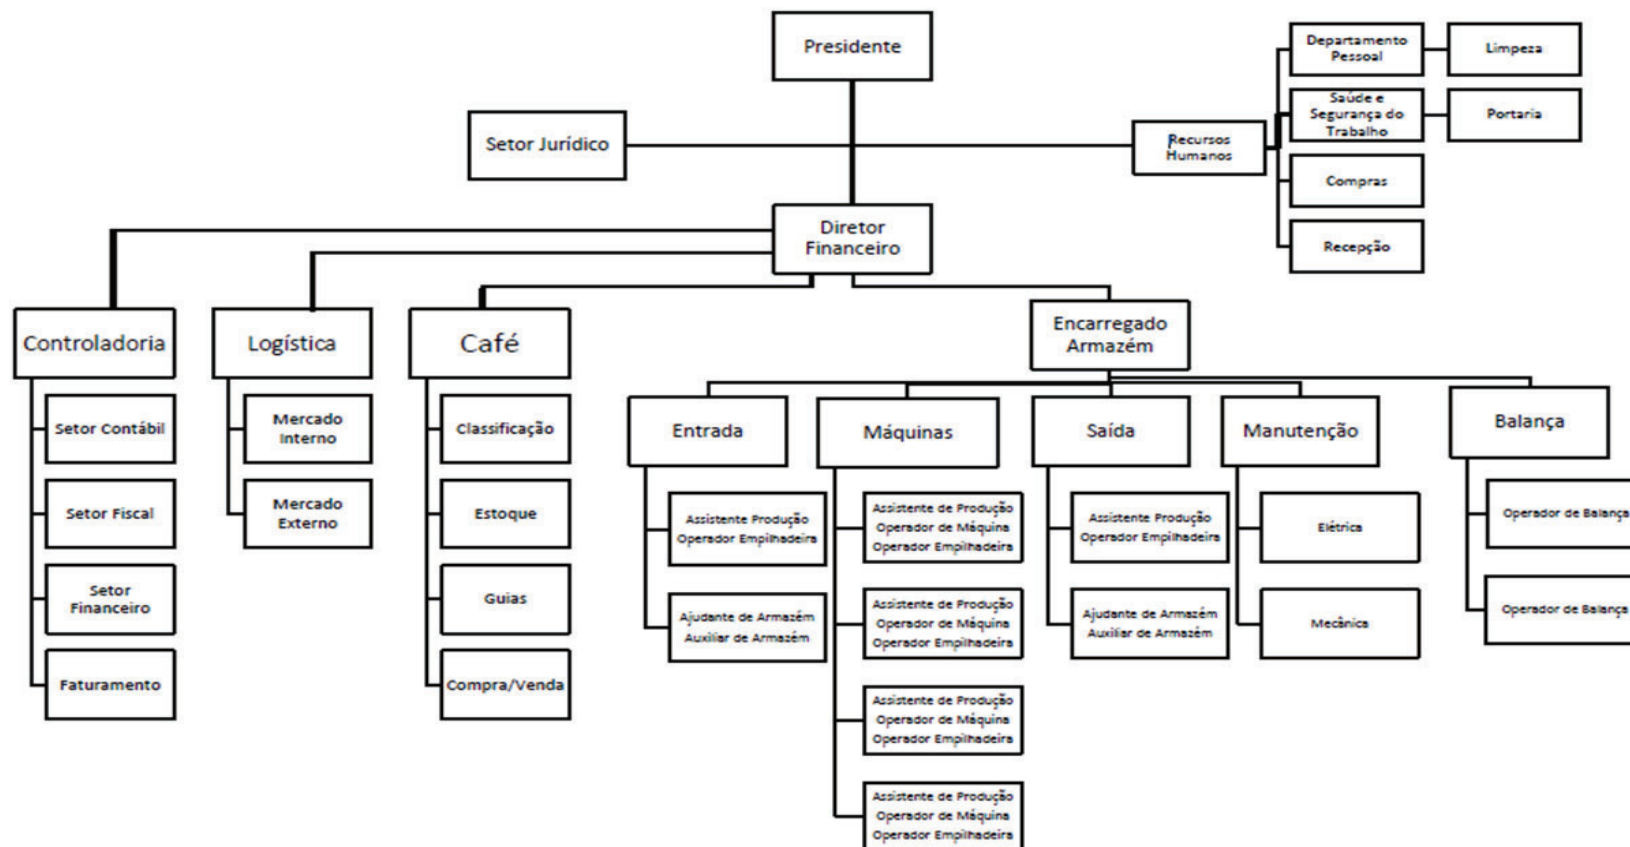 Presidente
Setor Jurídico
Recursos
Humanos
Departamento
Pessoal
Limpeza
Saúde e
Segurança do
Trabalho
Portaria
Compras
Recepção
Diretor
Financeiro
Controladoria
Setor Contábil
Setor Fiscal
Setor
Financeiro
Faturamento
Logística
Mercado
Interno
Mercado
Externo
Café
Classificação
Estoque
Guias
Compra/Venda
Encarregado
Armazém
Entrada
Assistente Produção
Operador Empilhadeira
Ajudante de Armazém
Auxiliar de Armazém
Máquinas
Assistente de Produção
Operador de Máquina
Operador Empilhadeira
Assistente de Produção
Operador de Máquina
Operador Empilhadeira
Assistente de Produção
Operador de Máquina
Operador Empilhadeira
Assistente de Produção
Operador de Máquina
Operador Empilhadeira
Saída
Assistente Produção
Operador Empilhadeira
Ajudante de Armazém
Auxiliar de Armazém
Manutenção
Elétrica
Mecânica
Balança
Operador de Balança
Operador de Balança